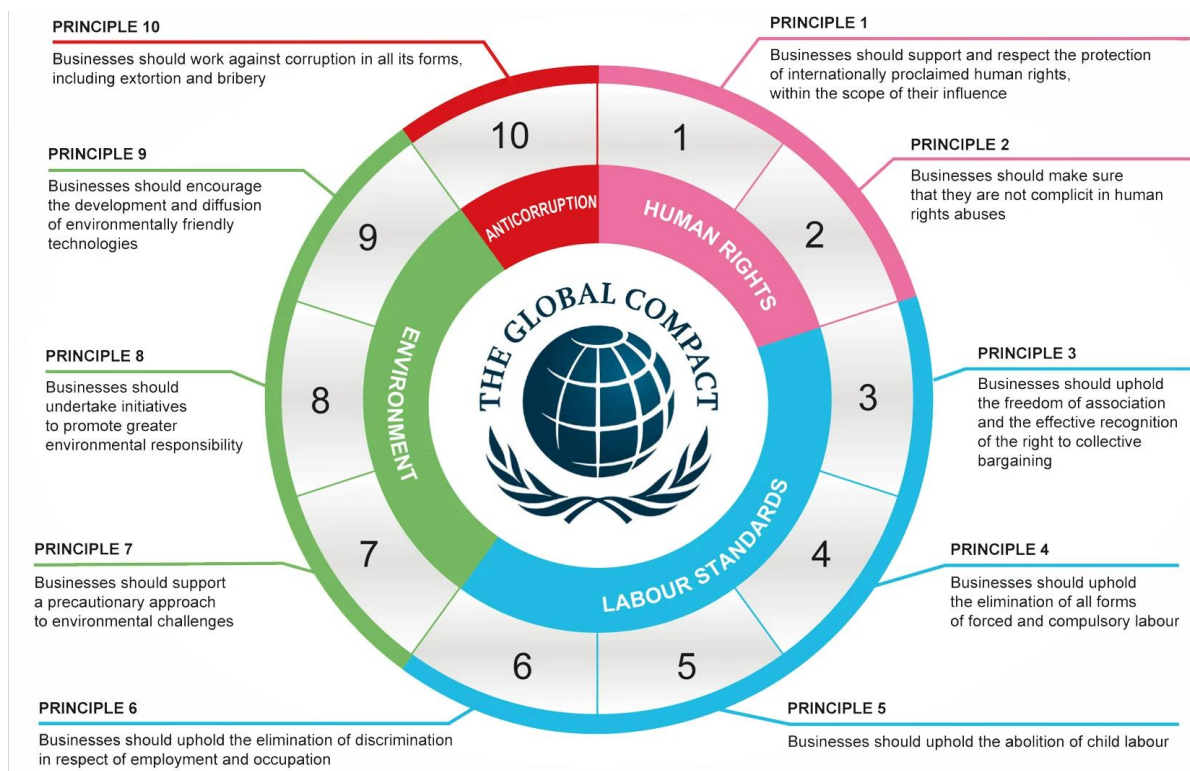 PRINCIPLE 1
Businesses should support and respect the protection
of internationally proclaimed human rights,
within the scope of their influence
PRINCIPLE 2
Businesses should make sure
that they are not complicit in human
rights abuses
PRINCIPLE 3
Businesses should uphold
the freedom of association
and the effective recognition
of the right to collective
bargaining
PRINCIPLE 4
Businesses should uphold
the elimination of all forms
of forced and compulsory labour
PRINCIPLE 5
Businesses should uphold the abolition of child labour
PRINCIPLE 6
Businesses should uphold the elimination of discrimination
in respect of employment and occupation
PRINCIPLE 7
Businesses should support
a precautionary approach
to environmental challenges
PRINCIPLE 8
Businesses should
undertake initiatives
to promote greater
environmental responsibility
PRINCIPLE 9
Businesses should encourage
the development and diffusion
of environmentally friendly
technologies
PRINCIPLE 10
Businesses should work against corruption in all its forms,
including extortion and bribery
1
2
3
4
5
6
7
8
9
10
HUMAN RIGHTS
LABOUR STANDARDS
ENVIRONMENT
ANTICORRUPTION
THE GLOBAL COMPACT